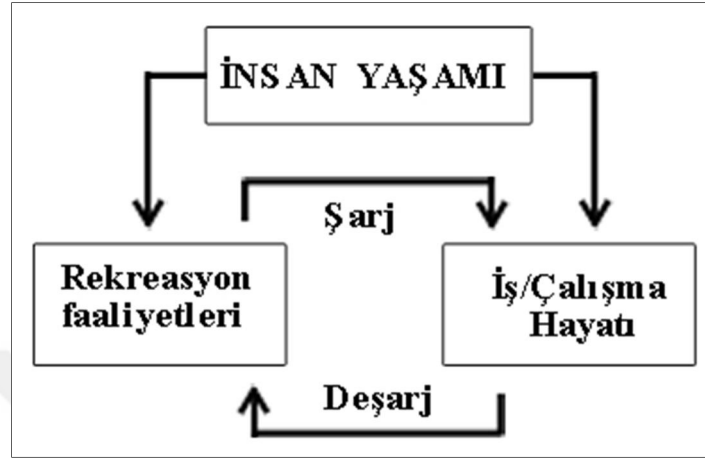 İNSAN YAŞAMI
Şarj
Rekreasyon
faaliyetleri
İş/Çalışma
Hayatı
Deşarj